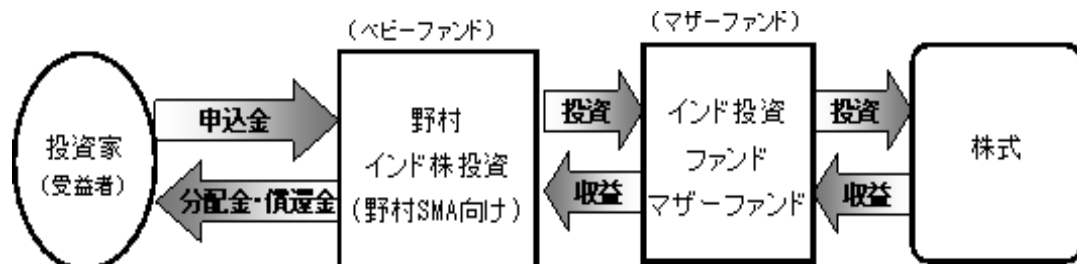 (ベビーファンド)
(マザーファンド)
投資家
(受益者)
申込金
分配金・償還金
野村
インド株投資
(野村SMA向け)
投資
収益
インド投資
ファンド
マザーファンド
投資
収益
株式